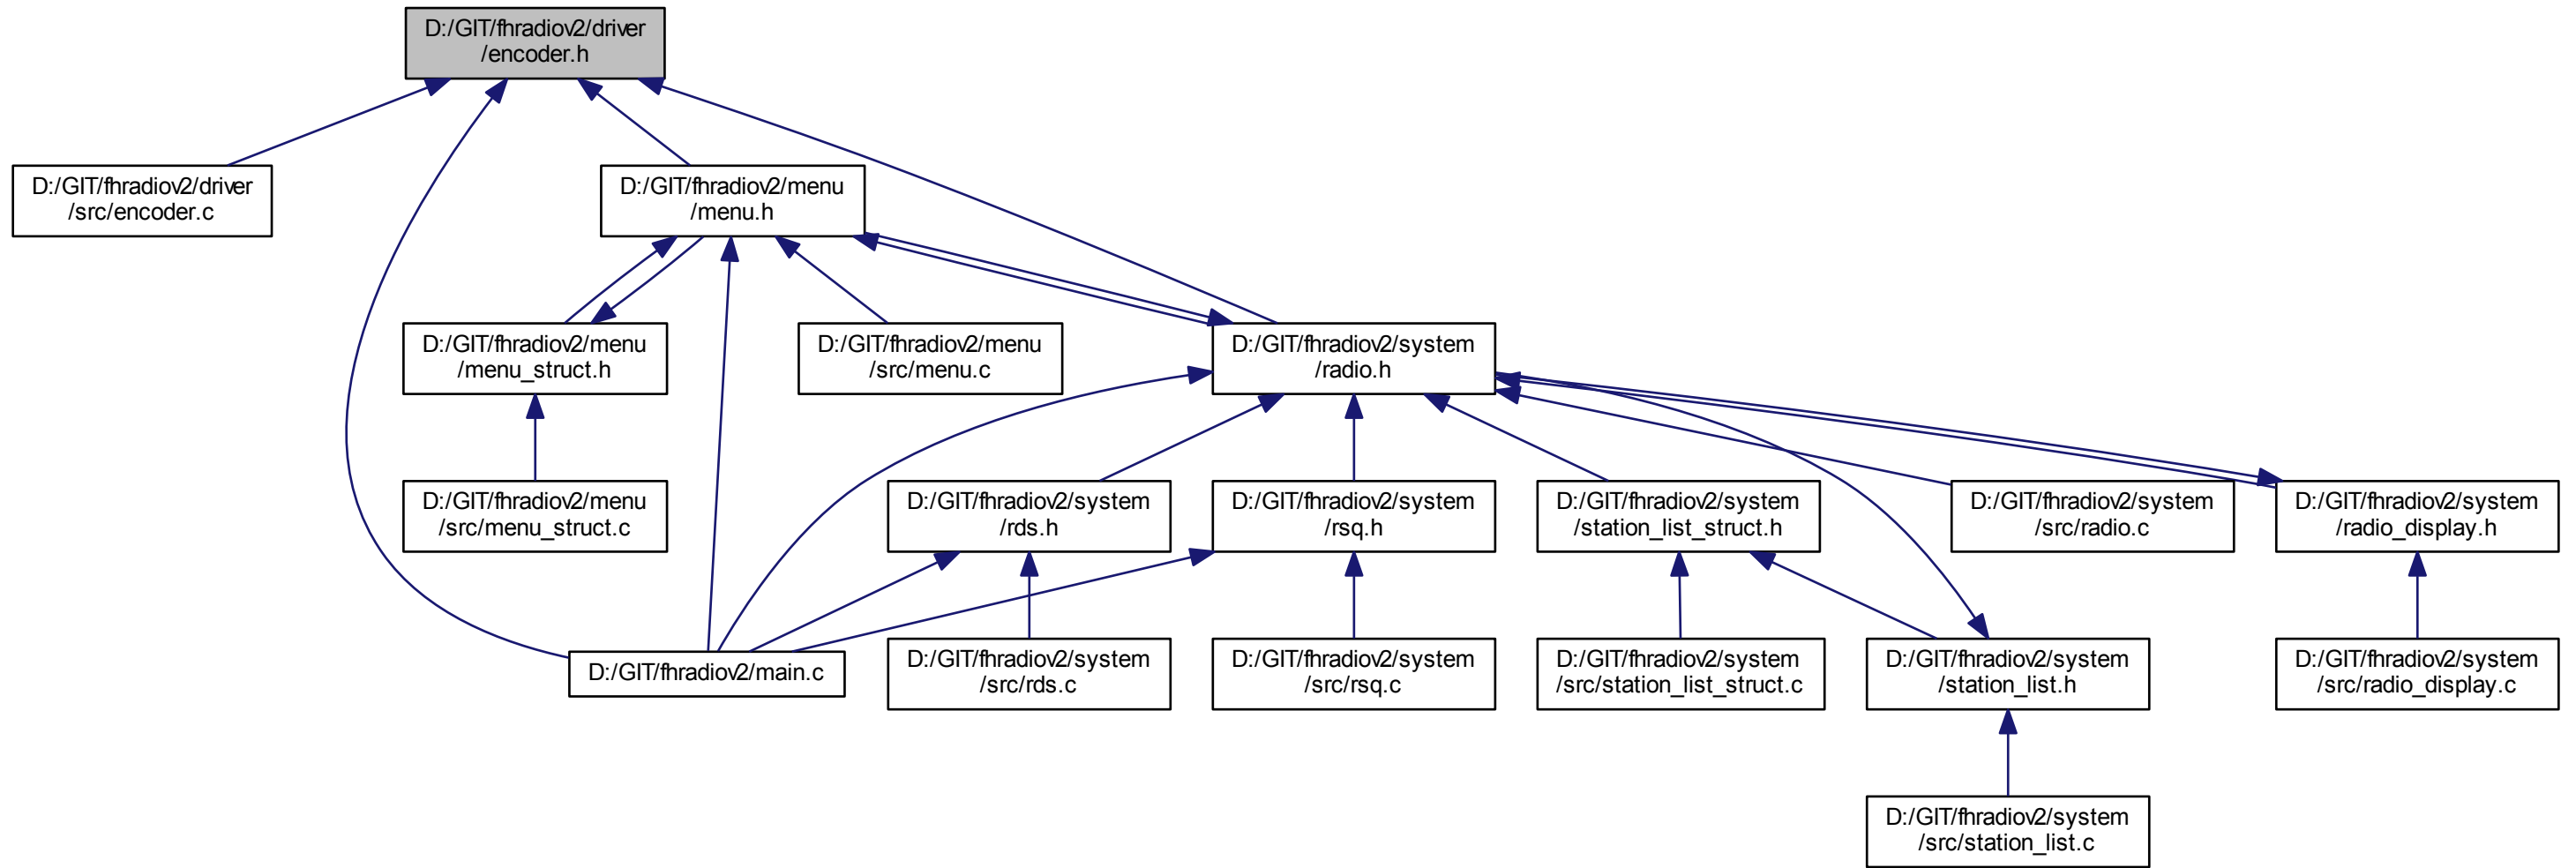 D:/GIT/fhradiov2/driver
/encoder.h
D:/GIT/fhradiov2/driver
/src/encoder.c
D:/GIT/fhradiov2/menu
/menu.h
D:/GIT/fhradiov2/menu
/menu_struct.h
D:/GIT/fhradiov2/menu
/src/menu.c
D:/GIT/fhradiov2/system
/radio.h
D:/GIT/fhradiov2/menu
/src/menu_struct.c
D:/GIT/fhradiov2/system
/rds.h
D:/GIT/fhradiov2/system
/rsq.h
D:/GIT/fhradiov2/system
/station_list_struct.h
D:/GIT/fhradiov2/system
/src/radio.c
D:/GIT/fhradiov2/system
/radio_display.h
D:/GIT/fhradiov2/main.c
D:/GIT/fhradiov2/system
/src/rds.c
D:/GIT/fhradiov2/system
/src/rsq.c
D:/GIT/fhradiov2/system
/src/station_list_struct.c
D:/GIT/fhradiov2/system
/station_list.h
D:/GIT/fhradiov2/system
/src/radio_display.c
D:/GIT/fhradiov2/system
/src/station_list.c